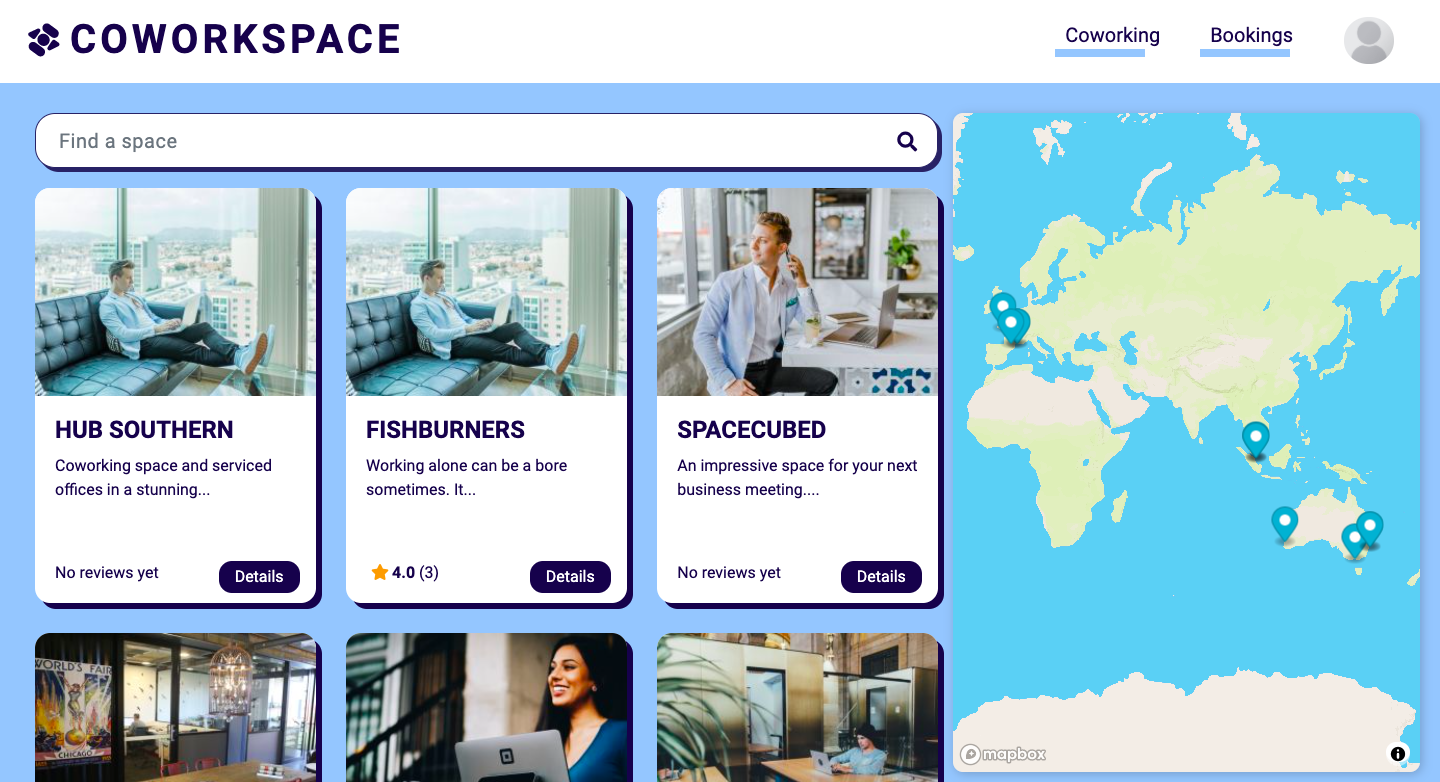 COWORKSPACE
Coworking
Bookings
Find a space
HUB SOUTHERN
Coworking space and serviced
offices in a stunning...
No reviews yet
Details
FISHBURNERS
Working alone can be a bore
sometimes. It...
4.0 (3)
Details
SPACECUBED
An impressive space for your next
business meeting....
No reviews yet
Details
WORLD'S FAIR
CHICAGO
mapbox